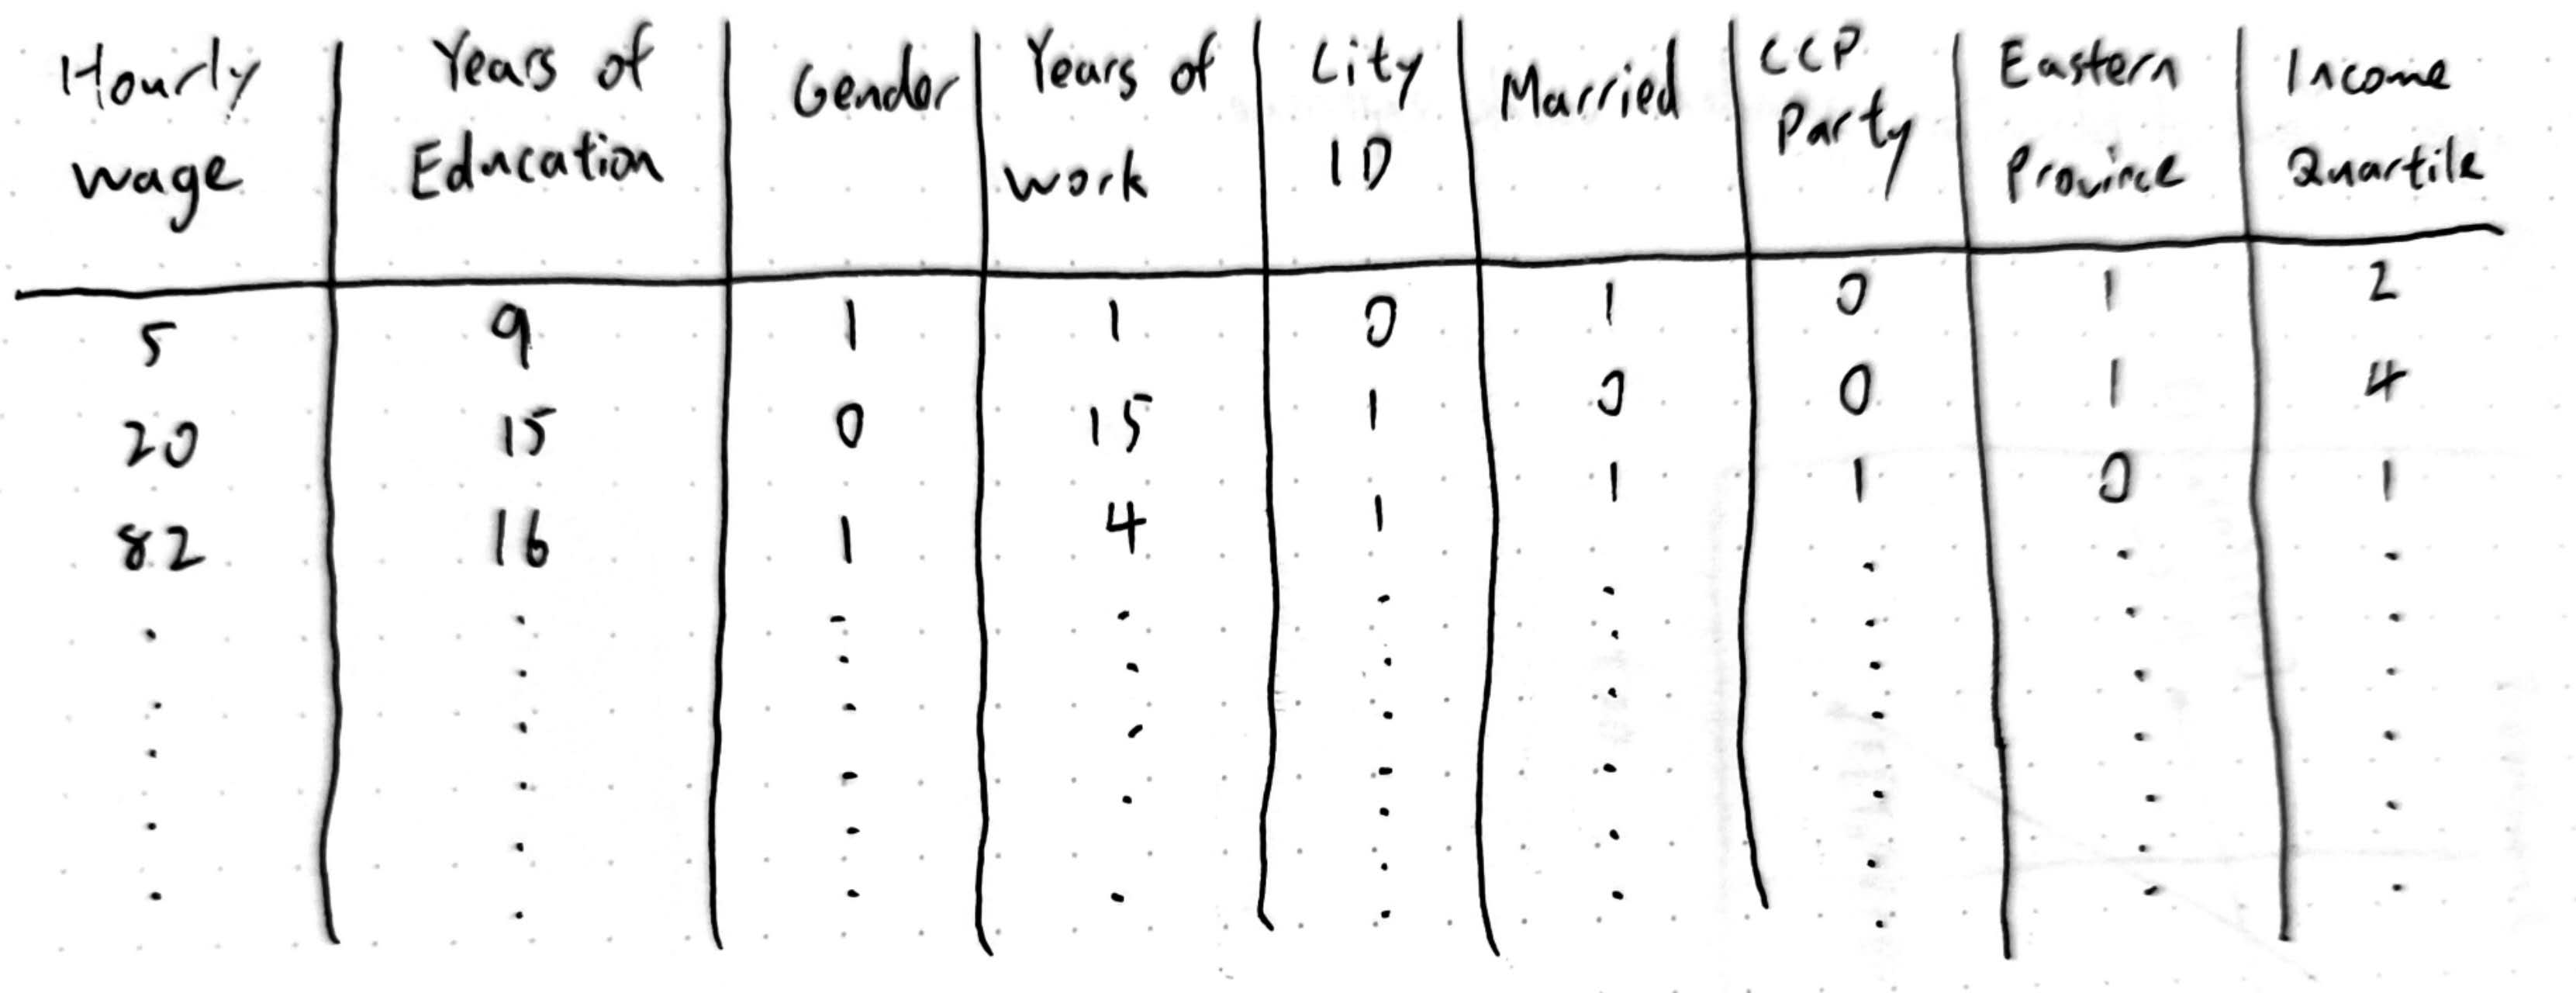 Hourly wage | Years of Education | Gender | Years of work | City ID | Married | CCP Party | Eastern Province | Income Quartile
5 | 9 | 1 | 1 | 0 | 1 | 0 | 1 | 2
20 | 15 | 0 | 15 | 1 | 0 | 0 | 1 | 4
82 | 16 | 1 | 4 | 1 | 1 | 1 | 0 | 1